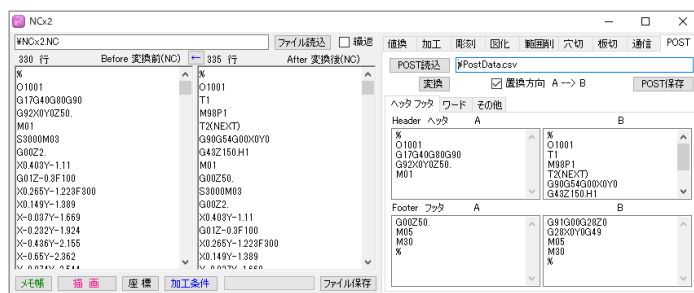 NCx2
¥NCx2.NC
ファイル読込
繰返
330 行
Before 変換前(NC)
←
335 行
After 変換後(NC)
%
O1001
G17G40G80G90
G92X0Y0Z50.
M01
S3000M03
G00Z2.
X0.403Y-1.11
G01Z-0.3F100
X0.265Y-1.223F300
X0.149Y-1.389
X-0.037Y-1.669
X-0.232Y-1.924
X-0.436Y-2.155
X-0.65Y-2.362
%
O1001
T1
M98P1
T2(NEXT)
G90G54G00X0Y0
G43Z150.H1
M01
G00Z50.
S3000M03
G00Z2.
X0.403Y-1.11
G01Z-0.3F100
X0.265Y-1.223F300
X0.149Y-1.389
メモ帳
描 画
座 標
加工条件
ファイル保存
値換 加工 彫刻 図化 範囲削 穴切 板切 通信 POST
POST読込
¥PostData.csv
変換
置換方向 A --> B
POST保存
ヘッタ フッタ ワード その他
Header ヘッタ A B
%
O1001
G17G40G80G90
G92X0Y0Z50.
M01
%
O1001
T1
M98P1
T2(NEXT)
G90G54G00X0Y0
G43Z150.H1
Footer フッタ A B
G00Z50.
M05
M30
%
G91G00G28Z0
G28X0Y0G49
M05
M30
%